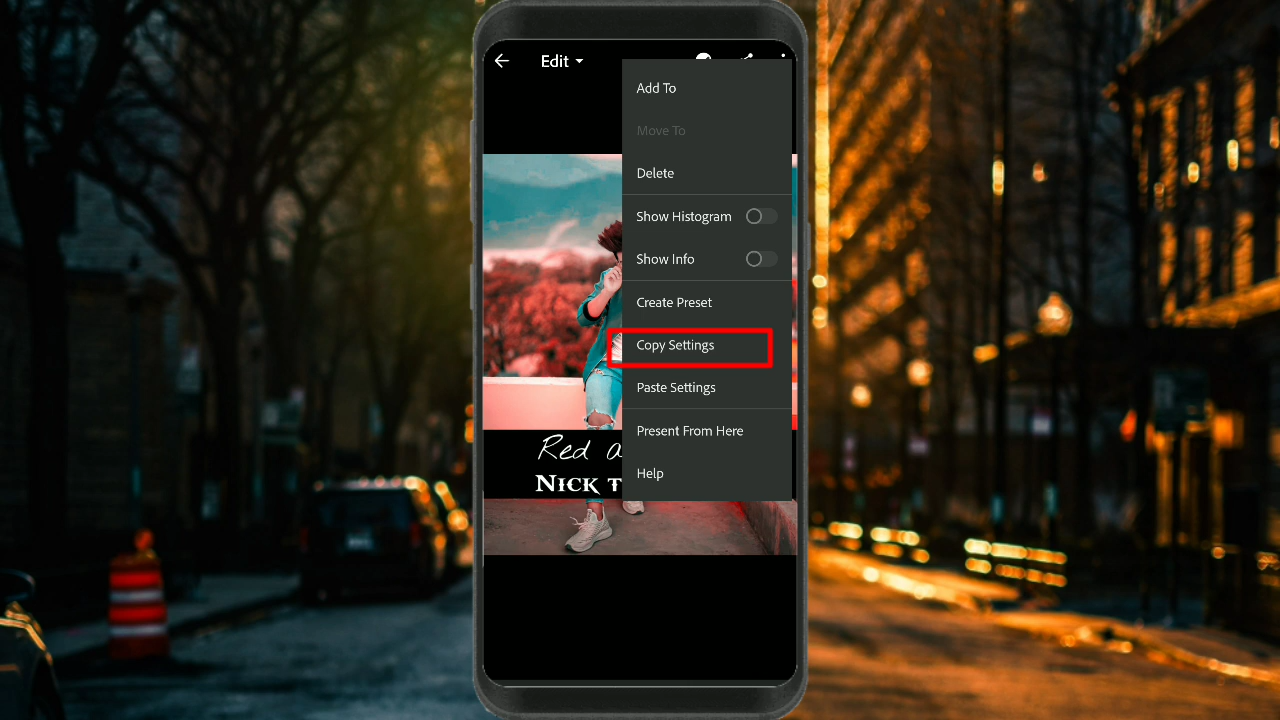 Edit
Add To
Move To
Delete
Show Histogram
Show Info
Create Preset
Copy Settings
Paste Settings
Present From Here
Help
Red a
NICK T